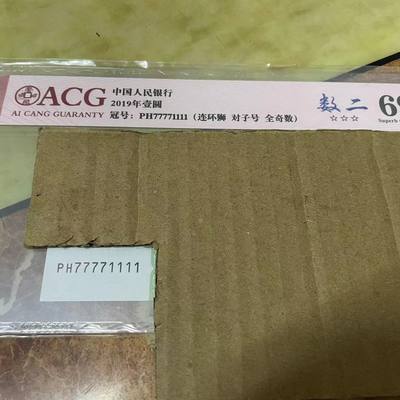 ACG
AI CANG GUARANTY
中国人民银行
2019年壹圆
冠号：PH77771111（连环狮 对子号 全奇数）
数二
☆☆☆
Superb
PH77771111